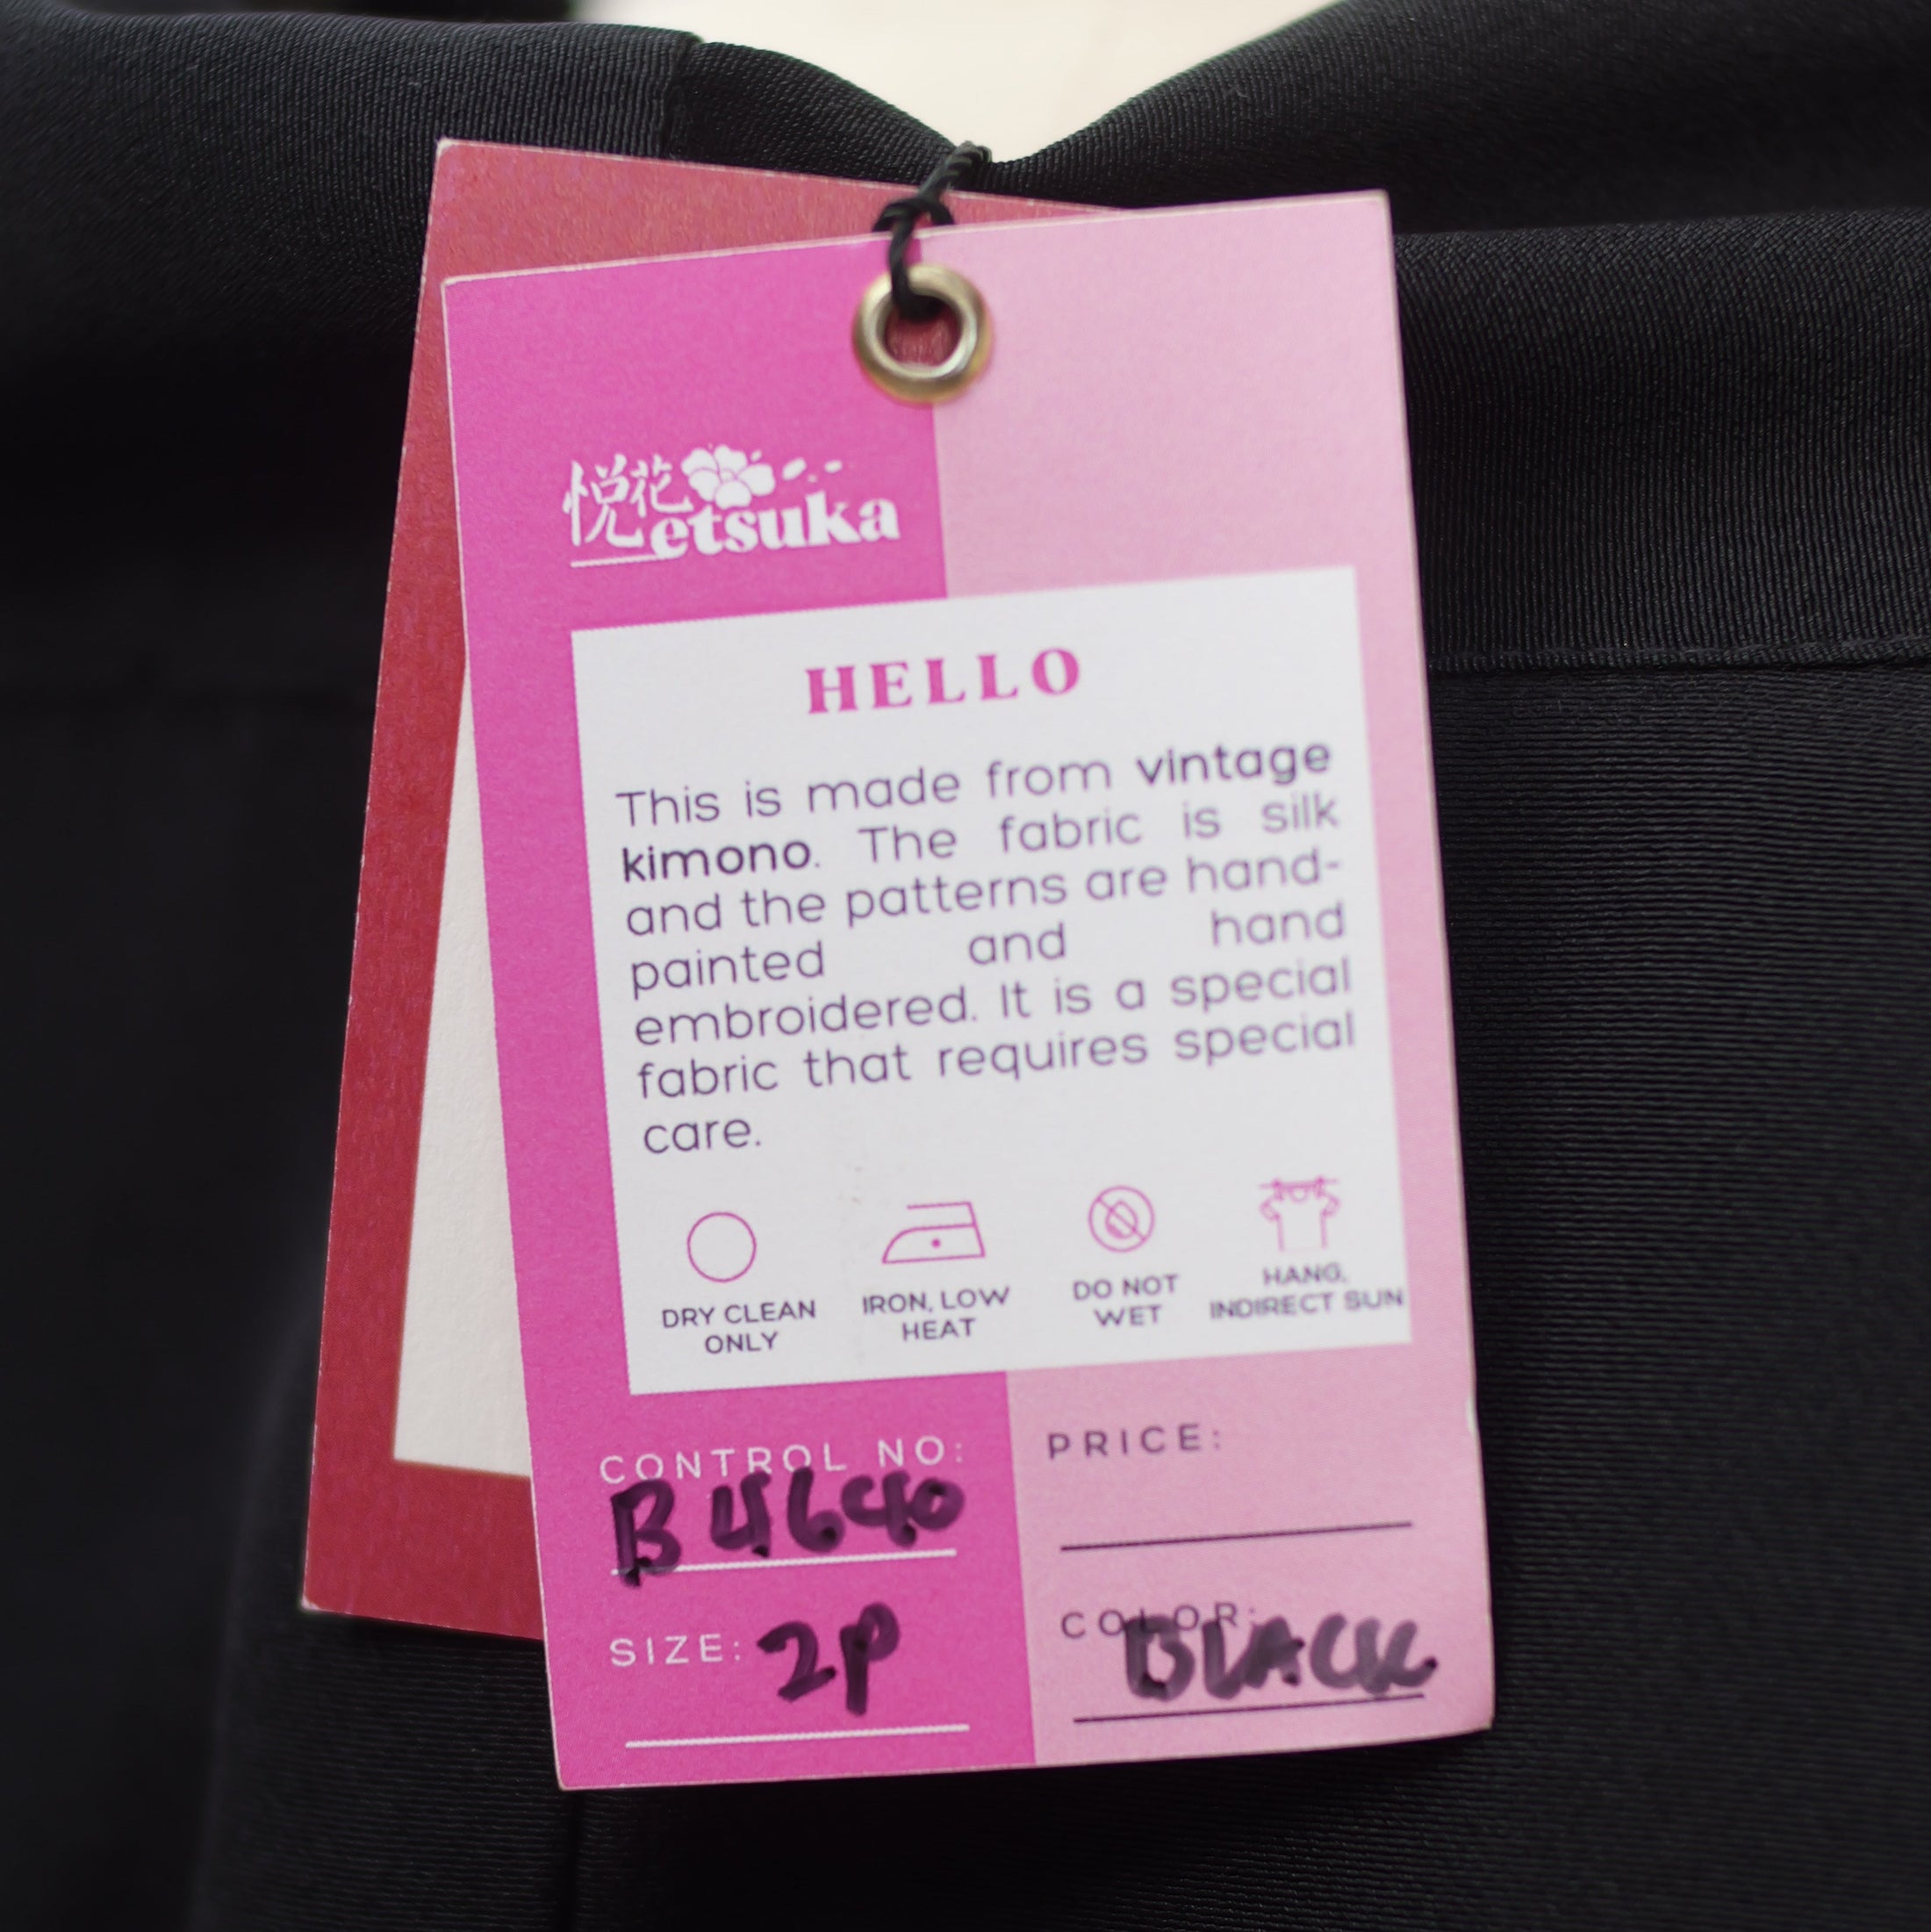 悦花
etsuka
HELLO
This is made from vintage
kimono. The fabric is silk
and the patterns are hand-
painted and hand
embroidered. It is a special
fabric that requires special
care.
DRY CLEAN
ONLY
IRON, LOW
HEAT
DO NOT
WET
HANG,
INDIRECT SUN
CONTROL NO:
B4640
PRICE:
SIZE: 2P
COLOR:
BLACK